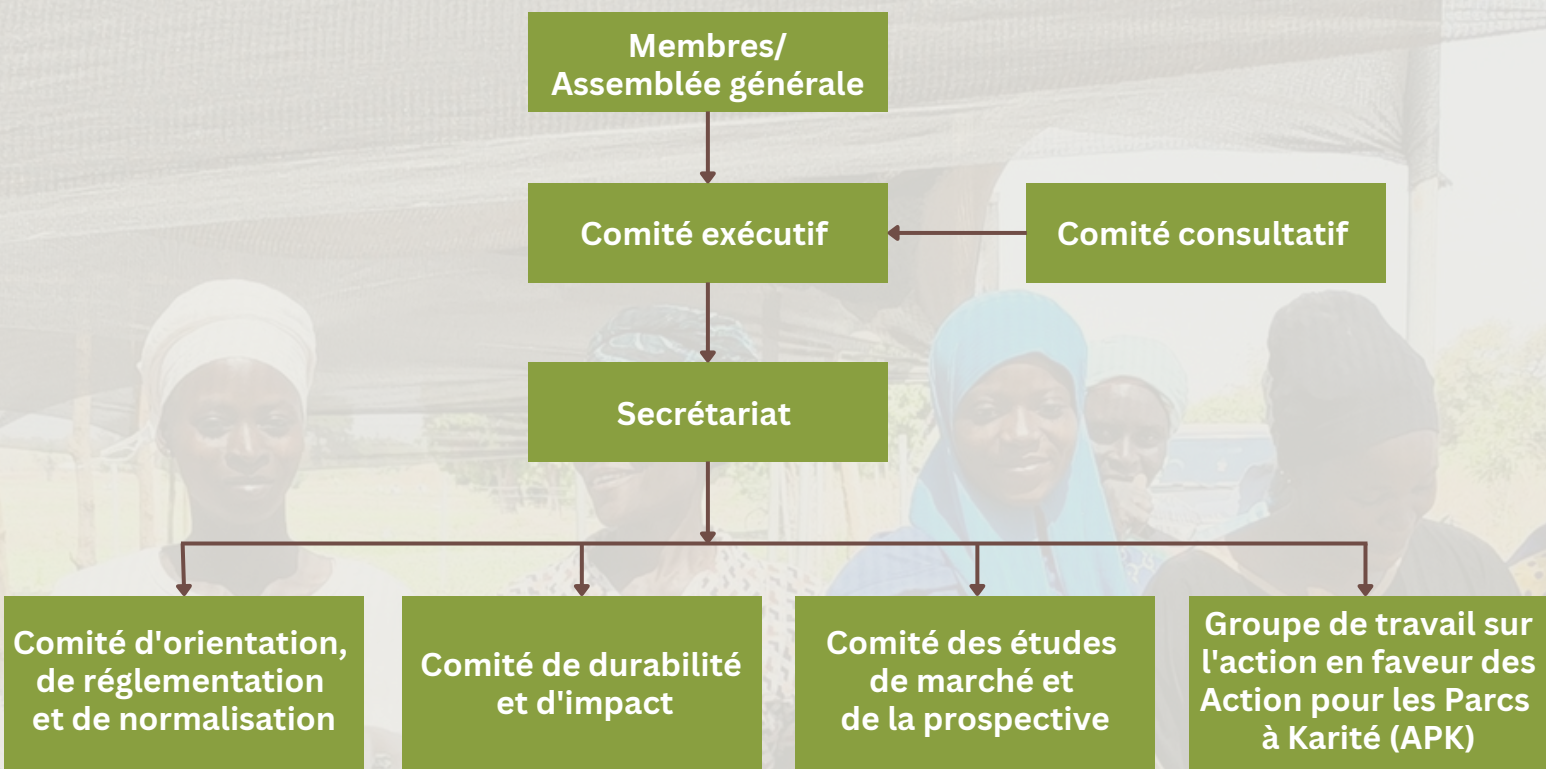 Membres/
Assemblée générale
Comité exécutif
Comité consultatif
Secrétariat
Comité d'orientation,
de réglementation
et de normalisation
Comité de durabilité
et d'impact
Comité des études
de marché et
de la prospective
Groupe de travail sur
l'action en faveur des
Action pour les Parcs
à Karité (APK)